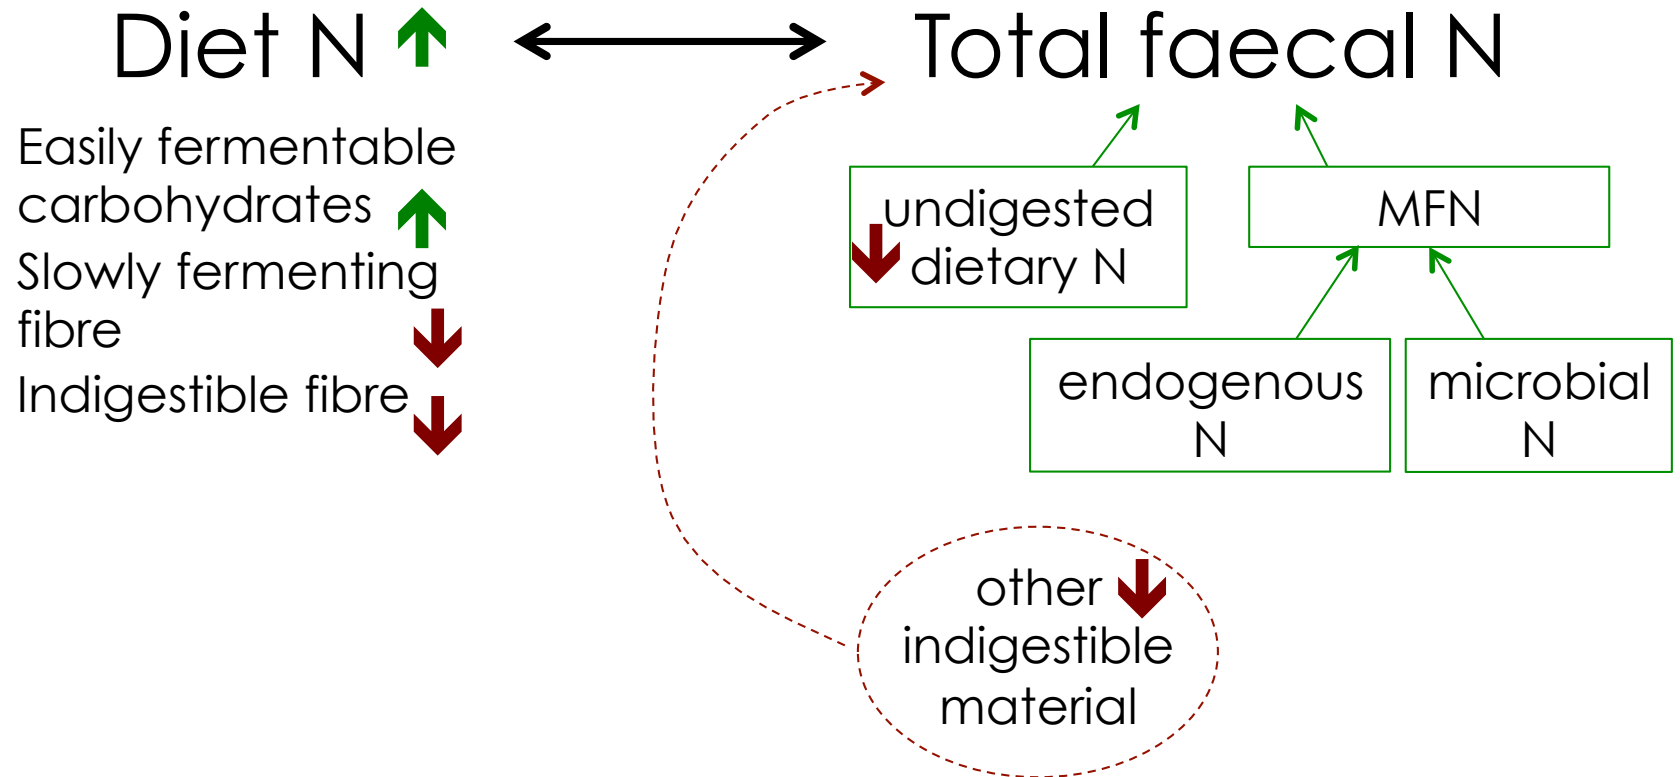 Diet N
Total faecal N
Easily fermentable
carbohydrates
Slowly fermenting
fibre
Indigestible fibre
undigested
dietary N
MFN
endogenous
N
microbial
N
other
indigestible
material